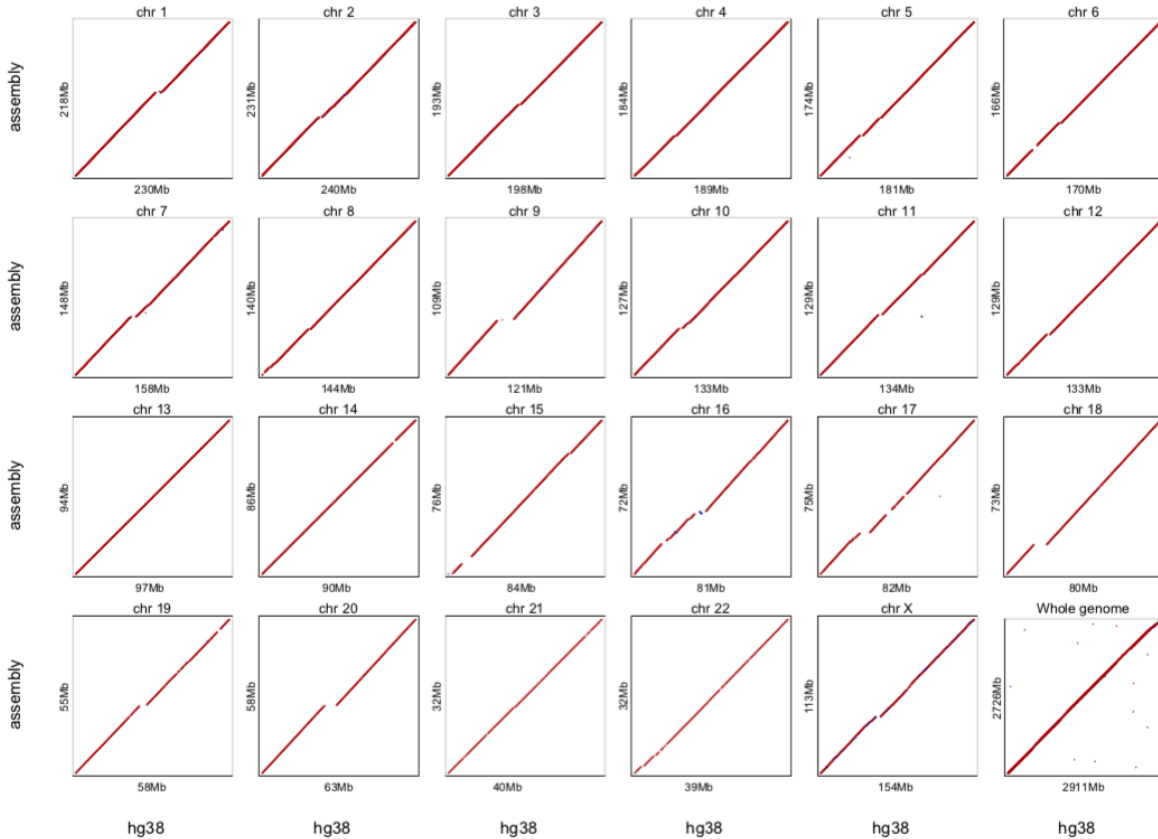 chr 1 chr 2 chr 3 chr 4 chr 5 chr 6
assembly 218Mb 231Mb 193Mb 184Mb 174Mb 166Mb
230Mb 240Mb 198Mb 189Mb 181Mb 170Mb
chr 7 chr 8 chr 9 chr 10 chr 11 chr 12
assembly 148Mb 140Mb 109Mb 127Mb 129Mb 129Mb
158Mb 144Mb 121Mb 133Mb 134Mb 133Mb
chr 13 chr 14 chr 15 chr 16 chr 17 chr 18
assembly 94Mb 86Mb 76Mb 72Mb 75Mb 73Mb
97Mb 90Mb 84Mb 81Mb 82Mb 80Mb
chr 19 chr 20 chr 21 chr 22 chr X Whole genome
assembly 55Mb 58Mb 32Mb 32Mb 113Mb 2726Mb
58Mb 63Mb 40Mb 39Mb 154Mb 2911Mb
hg38 hg38 hg38 hg38 hg38 hg38